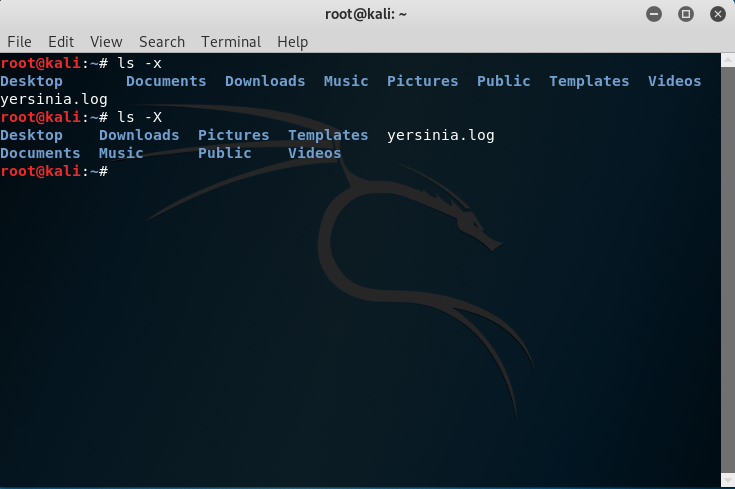 root@kali: ~
File Edit View Search Terminal Help
root@kali:~# ls -x
Desktop Documents Downloads Music Pictures Public Templates Videos
yersinia.log
root@kali:~# ls -X
Desktop Downloads Pictures Templates yersinia.log
Documents Music Public Videos
root@kali:~#